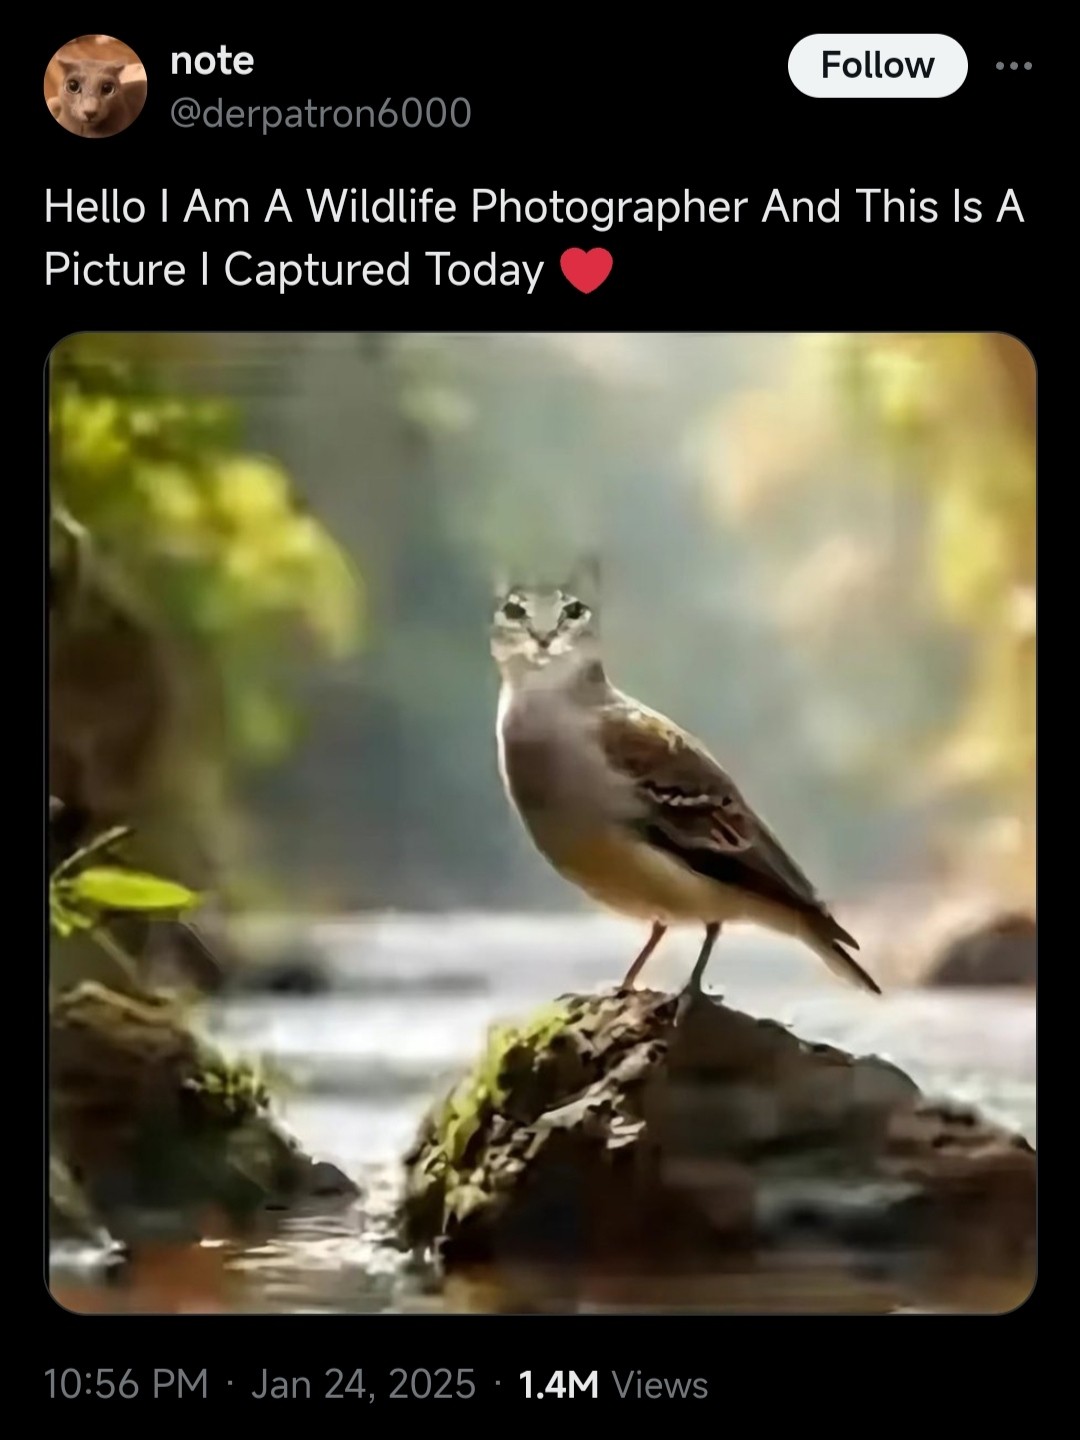 note
Follow
@derpatron6000
Hello I Am A Wildlife Photographer And This Is A
Picture I Captured Today ❤️
10:56 PM · Jan 24, 2025 · 1.4M Views